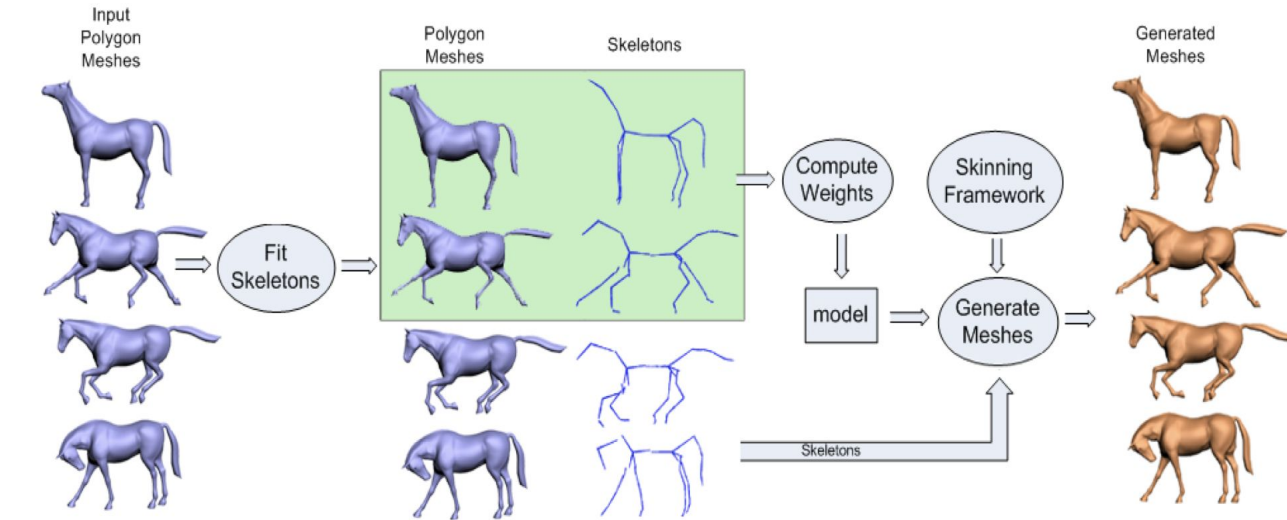 Input
Polygon
Meshes
Polygon
Meshes
Skeletons
Generated
Meshes
Fit
Skeletons
Compute
Weights
Skinning
Framework
model
Generate
Meshes
Skeletons